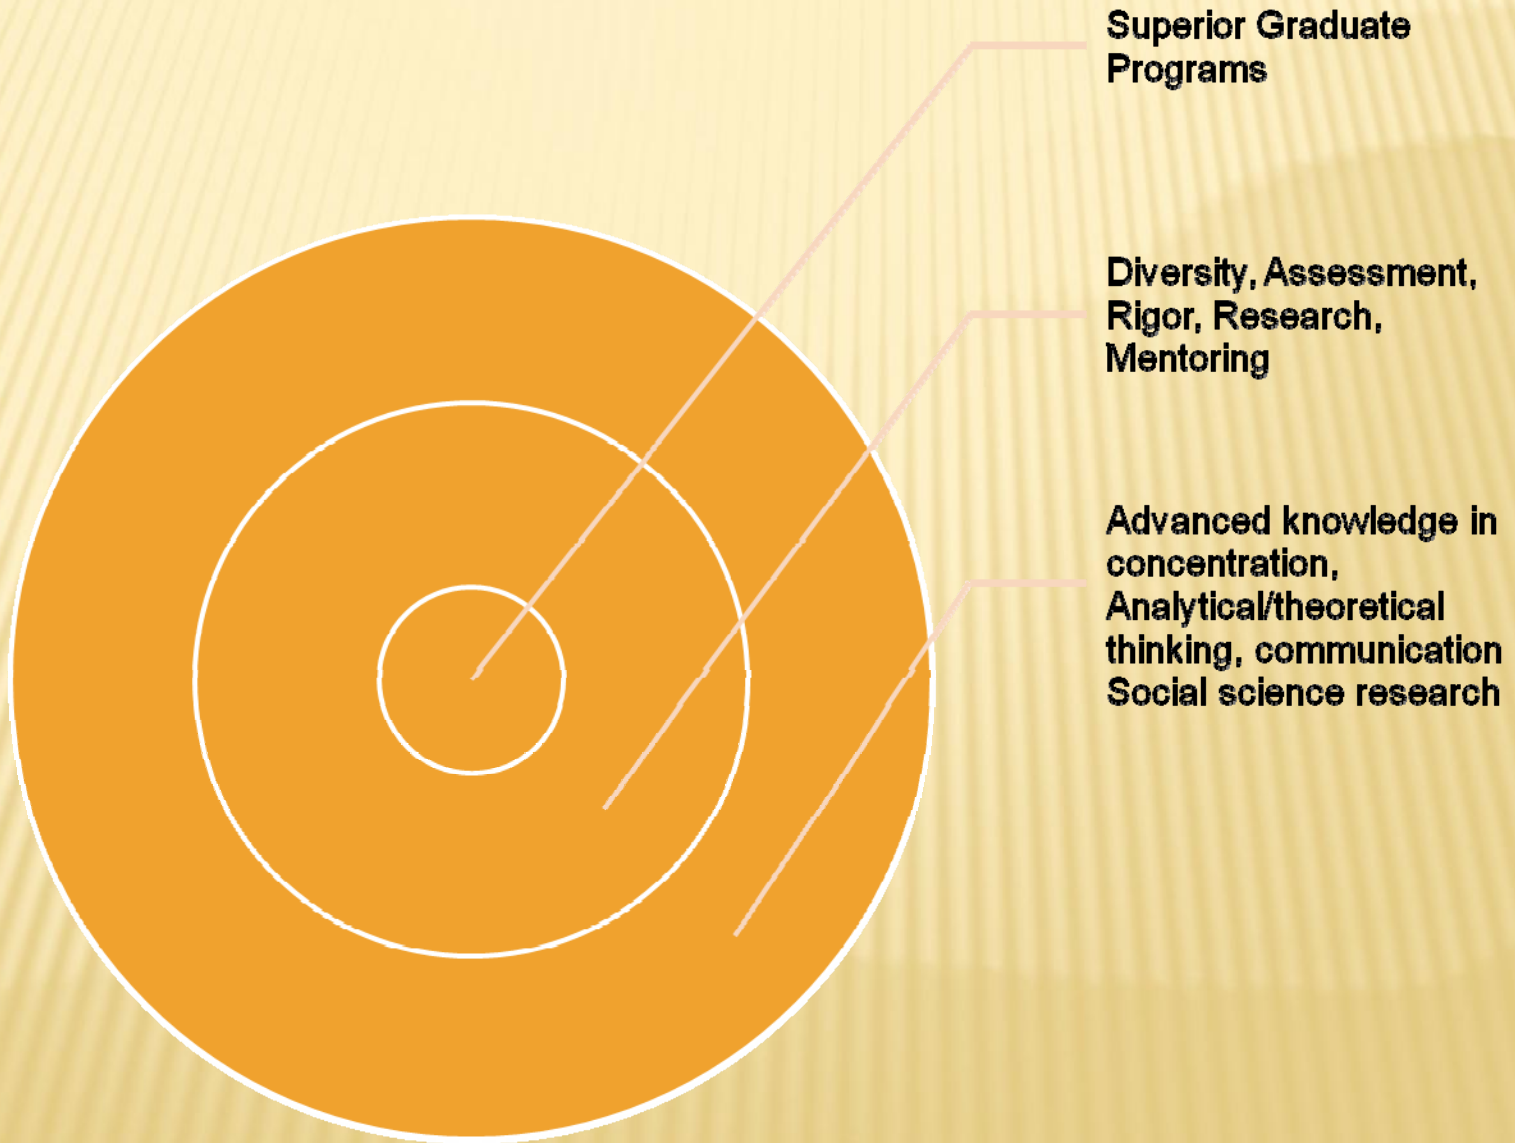 Superior Graduate
Programs
Diversity, Assessment,
Rigor, Research,
Mentoring
Advanced knowledge in
concentration,
Analytical/theoretical
thinking, communication
Social science research